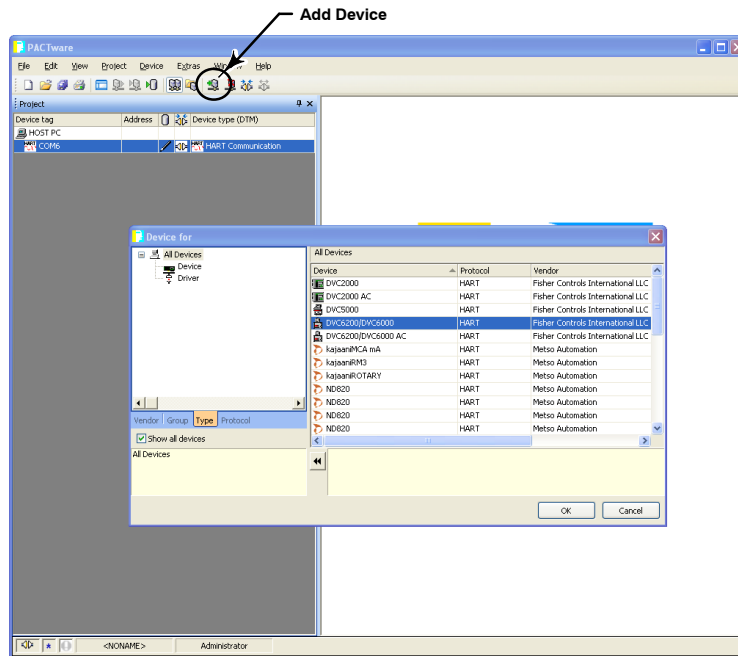 Add Device
PACTware
File Edit View Project Device Extras Help
Project
Device tag Address Device type (DTM)
HOST PC
COM6 HART Communication
Device for
All Devices
Device
Driver
Vendor Group Type Protocol
Show all devices
All Devices
All Devices
Device Protocol Vendor
DVC2000 HART Fisher Controls International LLC
DVC2000 AC HART Fisher Controls International LLC
DVC5000 HART Fisher Controls International LLC
DVC6200/DVC6000 HART Fisher Controls International LLC
DVC6200/DVC6000 AC HART Fisher Controls International LLC
kajaaniMCA mA HART Metso Automation
kajaaniRM3 HART Metso Automation
kajaaniROTARY HART Metso Automation
ND820 HART Metso Automation
ND820 HART Metso Automation
ND820 HART Metso Automation
ND820 HART Metso Automation
OK Cancel
<NONAME> Administrator